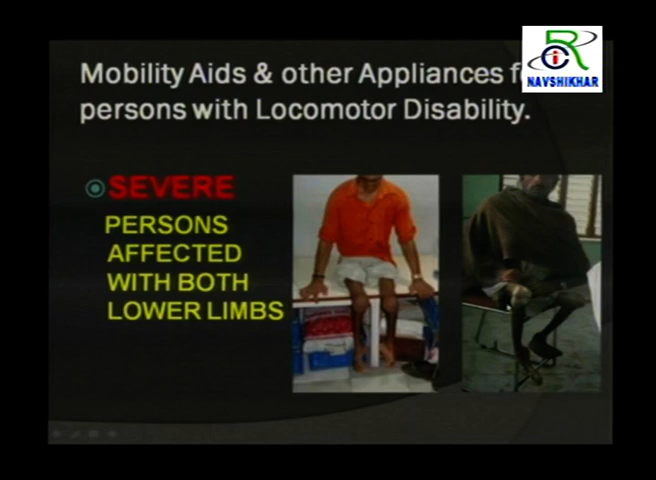 Mobility Aids & other Appliances
persons with Locomotor Disability.
SEVERE
PERSONS
AFFECTED
WITH BOTH
LOWER LIMBS
NAVSHIKHAR